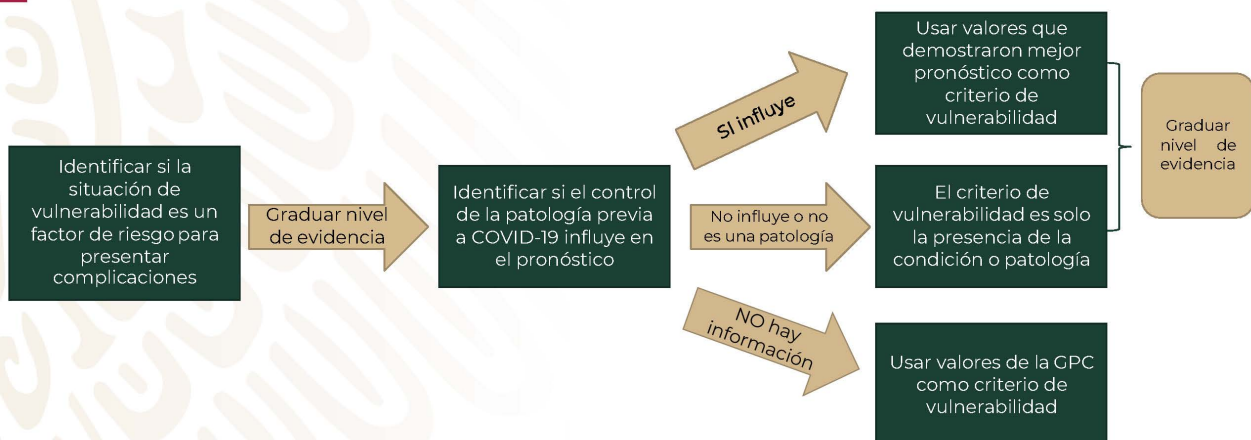 Identificar si la
situación de
vulnerabilidad es un
factor de riesgo para
presentar
complicaciones
Graduar nivel
de evidencia
Identificar si el control
de la patología previa
a COVID-19 influye en
el pronóstico
SI influye
Usar valores que
demostraron mejor
pronóstico como
criterio de
vulnerabilidad
No influye o no
es una patología
El criterio de
vulnerabilidad es solo
la presencia de la
condición o patología
NO hay
información
Usar valores de la GPC
como criterio de
vulnerabilidad
Graduar
nivel de
evidencia